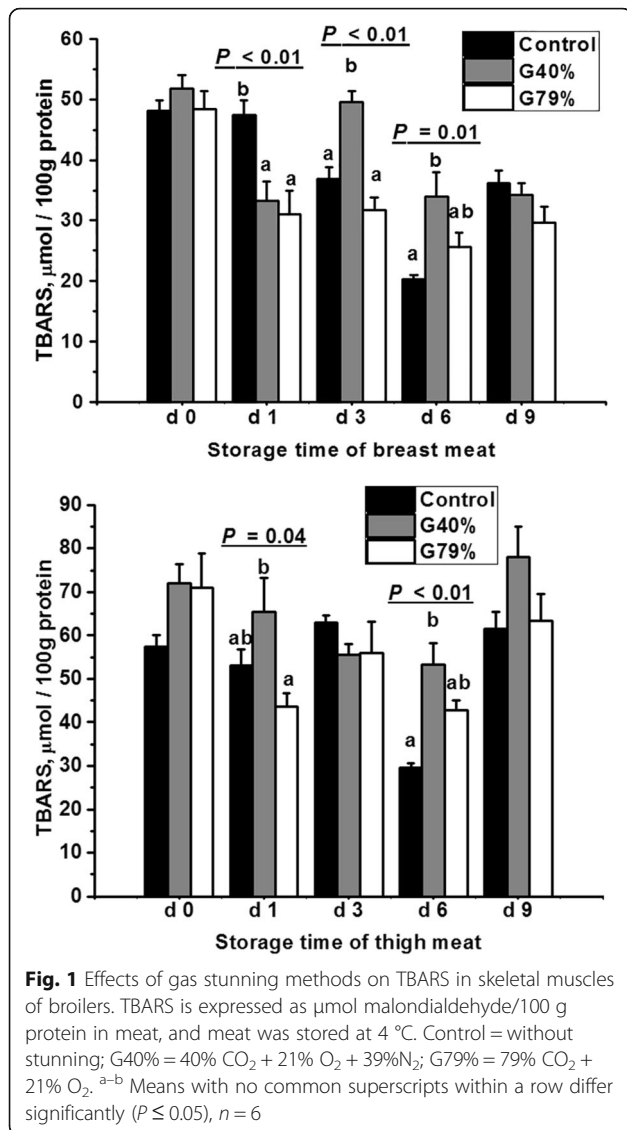 60
50
40
30
20
10
0
TBARS, μmol / 100g protein
P < 0.01
P < 0.01
P = 0.01
Control
G40%
G79%
b
a
a
a
b
a
a
b
ab
d 0 d 1 d 3 d 6 d 9
Storage time of breast meat
90
80
70
60
50
40
30
20
10
0
TBARS, μmol / 100g protein
Control
G40%
G79%
P = 0.04
P < 0.01
ab
b
a
a
b
ab
d 0 d 1 d 3 d 6 d 9
Storage time of thigh meat
Fig. 1 Effects of gas stunning methods on TBARS in skeletal muscles
of broilers. TBARS is expressed as μmol malondialdehyde/100 g
protein in meat, and meat was stored at 4 °C. Control = without
stunning; G40% = 40% CO₂ + 21% O₂ + 39%N₂; G79% = 79% CO₂ +
21% O₂. ᵃ⁻ᵇ Means with no common superscripts within a row differ
significantly (P ≤ 0.05), n = 6